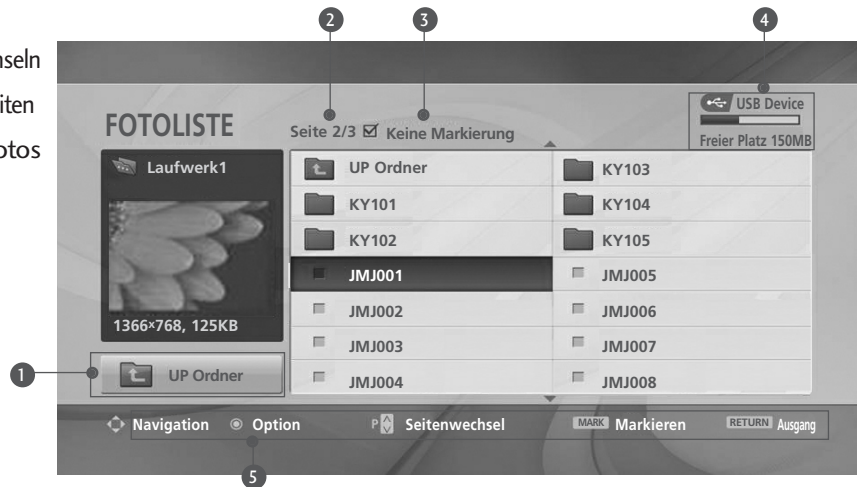 2
3
4
nseln
iten
otos
FOTOLISTE
Seite 2/3
Keine Markierung
USB Device
Freier Platz 150MB
Laufwerk1
1366×768, 125KB
UP Ordner
KY101
KY102
JMJ001
JMJ002
JMJ003
JMJ004
KY103
KY104
KY105
JMJ005
JMJ006
JMJ007
JMJ008
1
UP Ordner
Navigation
Option
P
Seitenwechsel
MARK Markieren
RETURN Ausgang
5